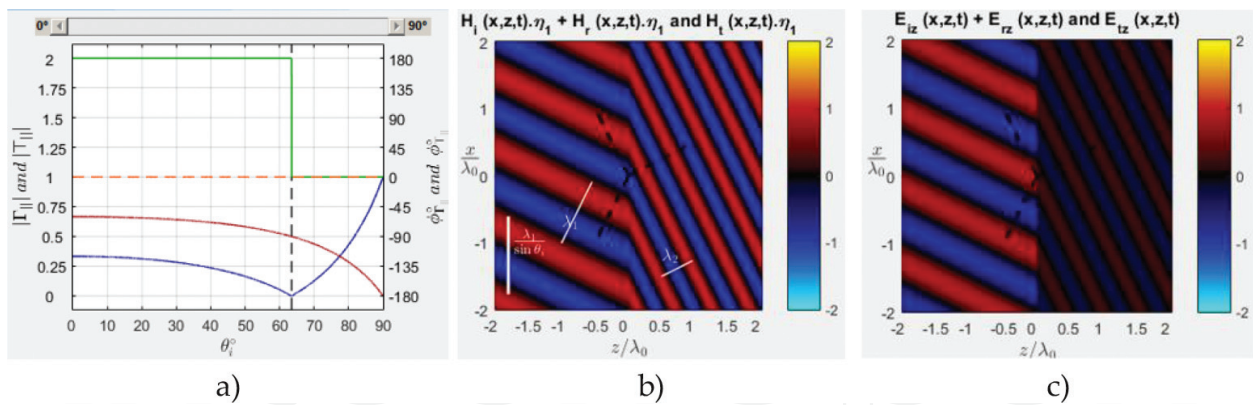 0° 90°
|Γ|||| and |⊤||||
2
1.75
1.5
1.25
1
0.75
0.5
0.25
0
0 10 20 30 40 50 60 70 80 90
θ°i
180
135
90
45
0
-45
-90
-135
-180
ϕ°Γ|| and ϕ°⊤||
a)
Hi (x,z,t).η1 + Hr (x,z,t).η1 and Ht (x,z,t).η1
x/λ0
2
1
0
-1
-2
λ1
λ1/sin θi
λ2
-2 -1.5 -1 -0.5 0 0.5 1 1.5 2
z/λ0
2
1
0
-1
-2
b)
Eiz (x,z,t) + Erz (x,z,t) and Etz (x,z,t)
x/λ0
2
1
0
-1
-2
-2 -1.5 -1 -0.5 0 0.5 1 1.5 2
z/λ0
2
1
0
-1
-2
c)